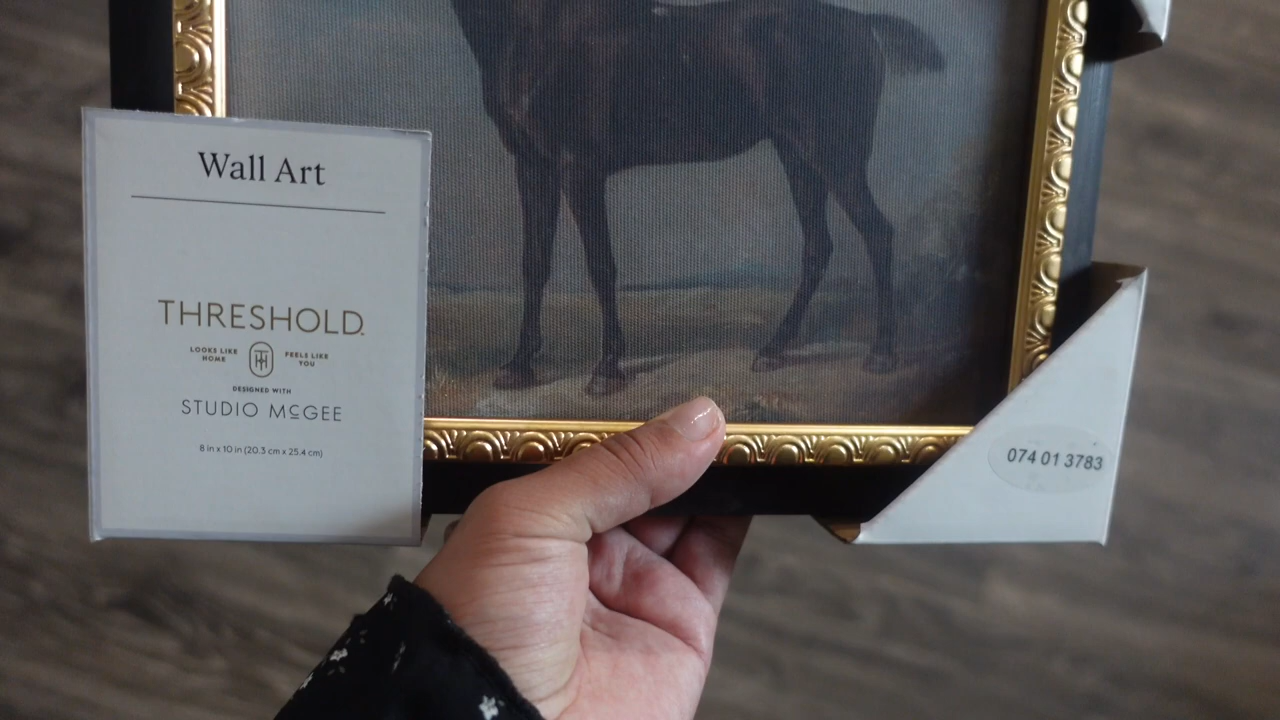 Wall Art
THRESHOLD.
LOOKS LIKE HOME
FEELS LIKE YOU
DESIGNED WITH
STUDIO McGEE
8 in x 10 in (20.3 cm x 25.4 cm)
074 01 3783